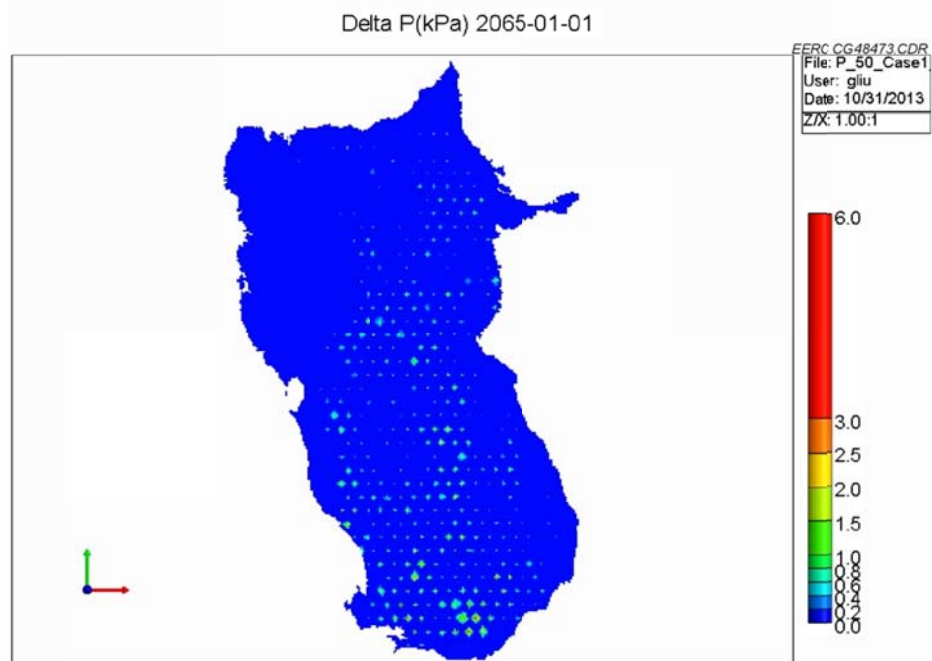 Delta P(kPa) 2065-01-01
EERC CG48473.CDR
File: P_50_Case1
User: gliu
Date: 10/31/2013
Z/X: 1.00:1
6.0
3.0
2.5
2.0
1.5
1.0
0.8
0.6
0.4
0.2
0.0